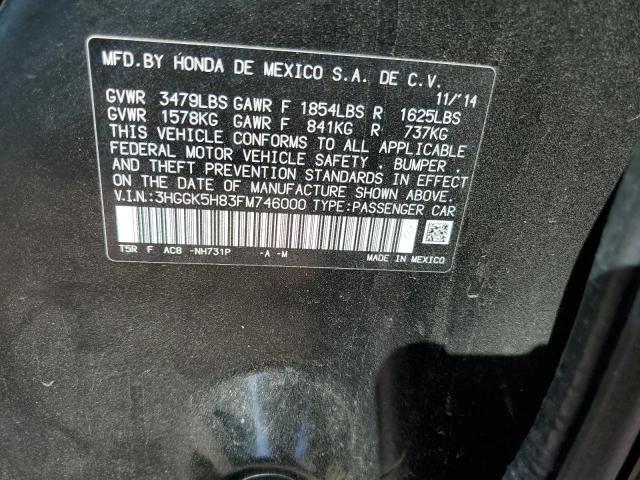 MFD.BY HONDA DE MEXICO S.A. DE C.V.
11/'14
GVWR 3479LBS GAWR F 1854LBS R 1625LBS
GVWR 1578KG GAWR F 841KG R 737KG
THIS VEHICLE CONFORMS TO ALL APPLICABLE
FEDERAL MOTOR VEHICLE SAFETY , BUMPER ,
AND THEFT PREVENTION STANDARDS IN EFFECT
ON THE DATE OF MANUFACTURE SHOWN ABOVE.
V.I.N.:3HGGK5H83FM746000 TYPE:PASSENGER CAR
T5R F AC8 -NH731P -A -M MADE IN MEXICO